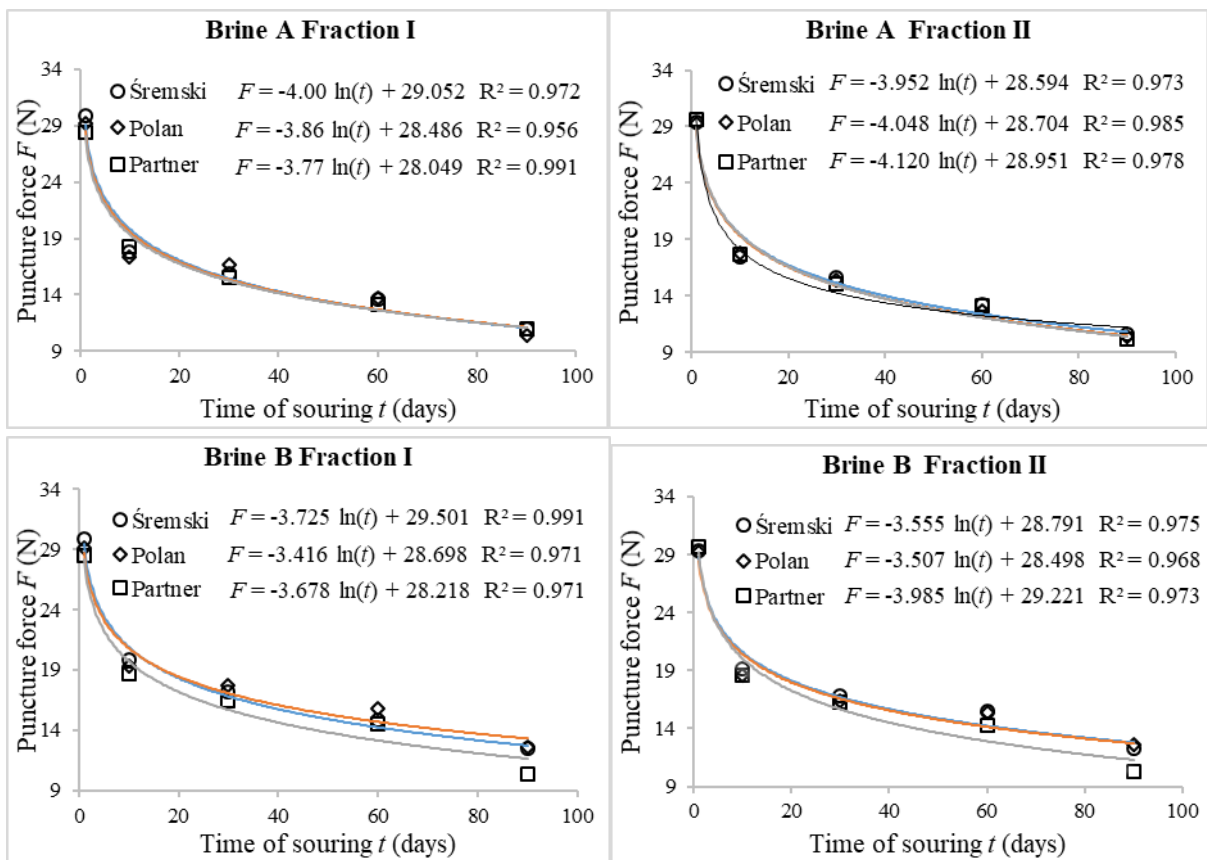 Brine A Fraction I
Puncture force F (N)
34
29
24
19
14
9
Śremski F = -4.00 ln(t) + 29.052 R² = 0.972
Polan F = -3.86 ln(t) + 28.486 R² = 0.956
Partner F = -3.77 ln(t) + 28.049 R² = 0.991
0 20 40 60 80 100
Time of souring t (days)
Brine A Fraction II
Puncture force F (N)
34
29
24
19
14
9
Śremski F = -3.952 ln(t) + 28.594 R² = 0.973
Polan F = -4.048 ln(t) + 28.704 R² = 0.985
Partner F = -4.120 ln(t) + 28.951 R² = 0.978
0 20 40 60 80 100
Time of souring t (days)
Brine B Fraction I
Puncture force F (N)
34
29
24
19
14
9
Śremski F = -3.725 ln(t) + 29.501 R² = 0.991
Polan F = -3.416 ln(t) + 28.698 R² = 0.971
Partner F = -3.678 ln(t) + 28.218 R² = 0.971
0 20 40 60 80 100
Time of souring t (days)
Brine B Fraction II
Puncture force F (N)
34
29
24
19
14
9
Śremski F = -3.555 ln(t) + 28.791 R² = 0.975
Polan F = -3.507 ln(t) + 28.498 R² = 0.968
Partner F = -3.985 ln(t) + 29.221 R² = 0.973
0 20 40 60 80 100
Time of souring t (days)